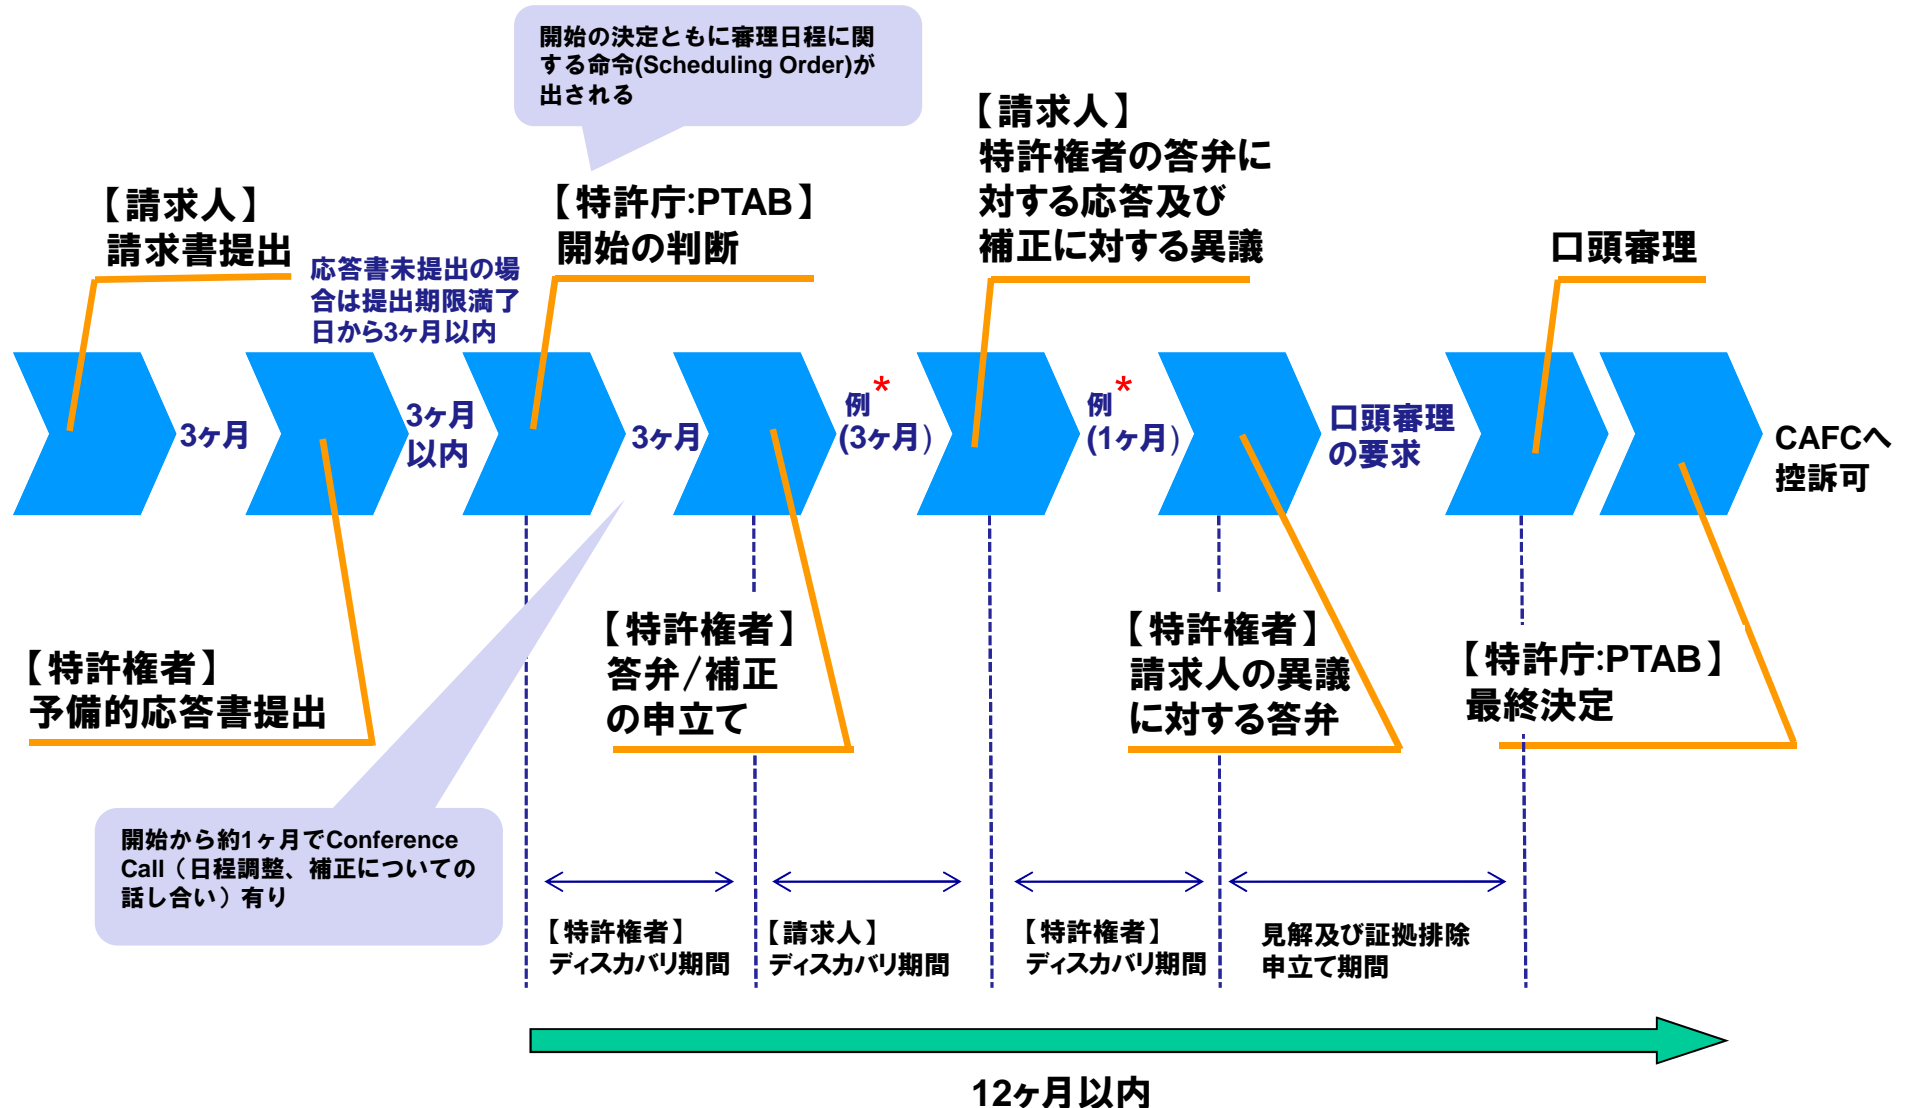 開始の決定ともに審理日程に関
する命令(Scheduling Order)が
出される
【請求人】
請求書提出
応答書未提出の場
合は提出期限満了
日から3ヶ月以内
【特許庁:PTAB】
開始の判断
【請求人】
特許権者の答弁に
対する応答及び
補正に対する異議
口頭審理
3ヶ月
3ヶ月
以内
3ヶ月
例*
(3ヶ月)
例*
(1ヶ月)
口頭審理
の要求
CAFCへ
控訴可
【特許権者】
予備的応答書提出
【特許権者】
答弁/補正
の申立て
【特許権者】
請求人の異議
に対する答弁
【特許庁:PTAB】
最終決定
開始から約1ヶ月でConference
Call（日程調整、補正についての
話し合い）有り
【特許権者】
ディスカバリ期間
【請求人】
ディスカバリ期間
【特許権者】
ディスカバリ期間
見解及び証拠排除
申立て期間
12ヶ月以内